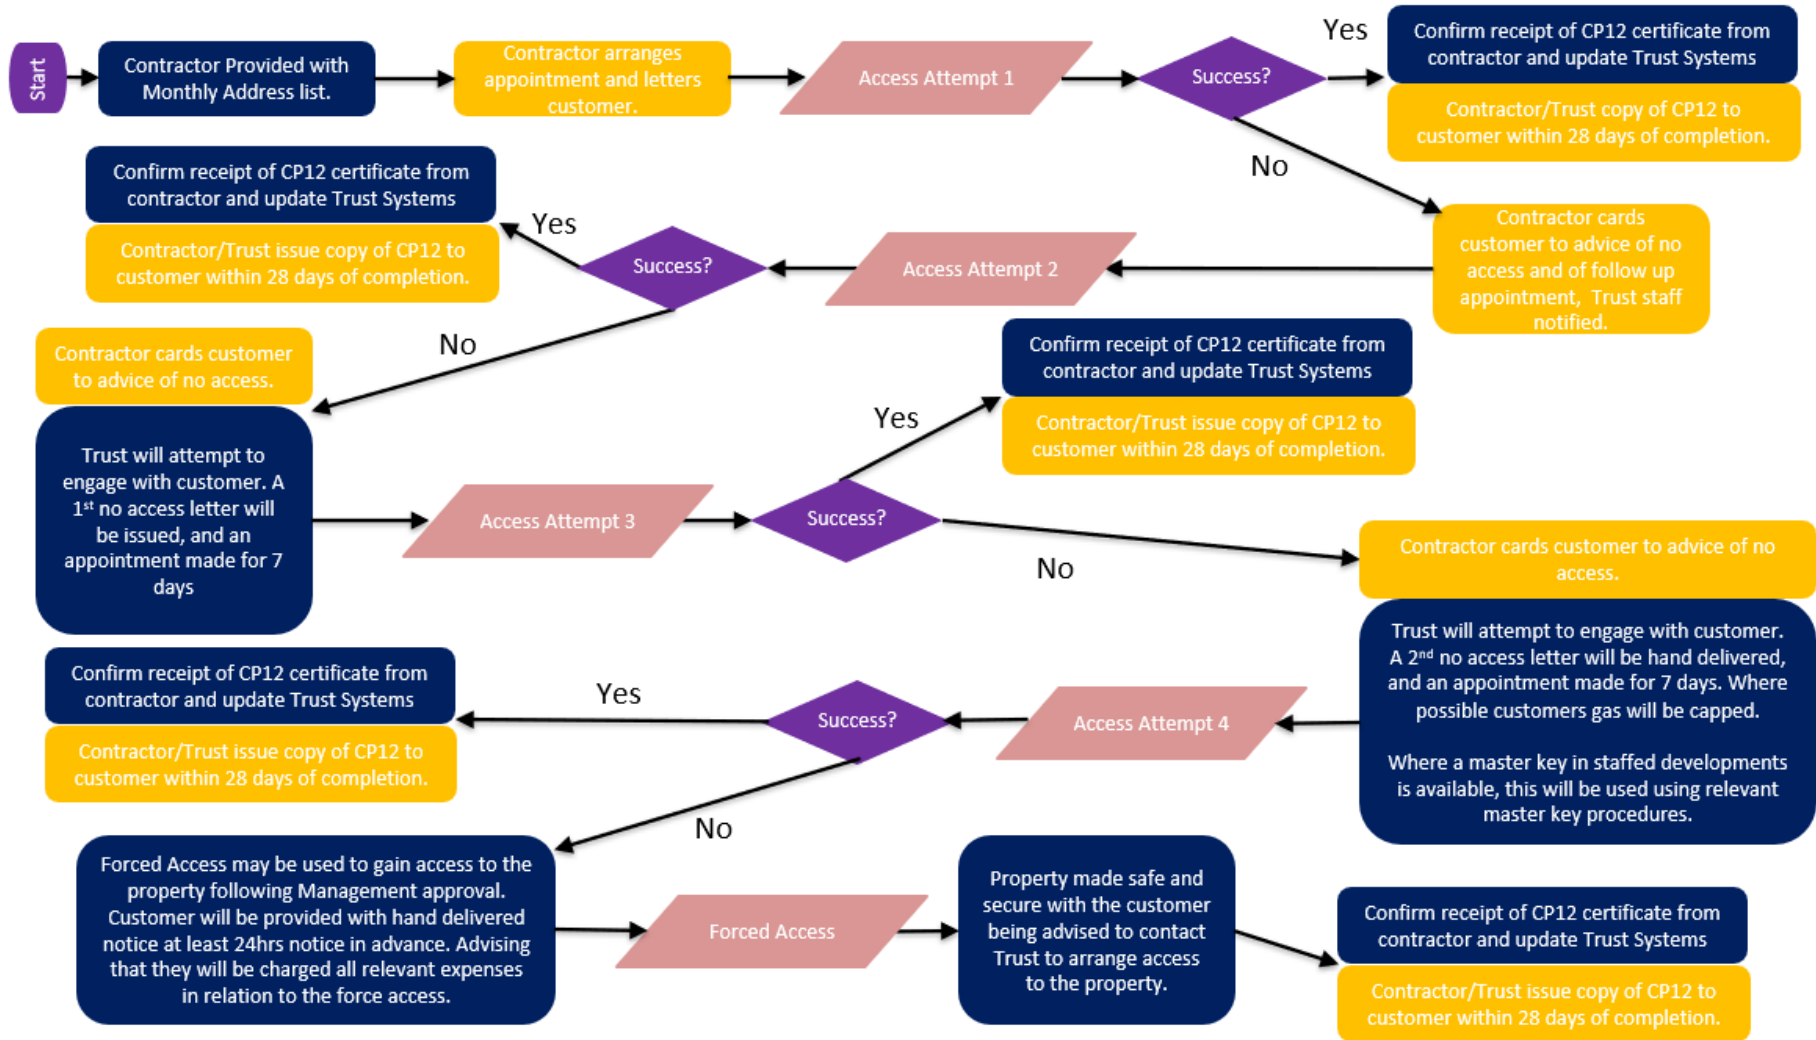 Start
Contractor Provided with
Monthly Address list.
Contractor arranges
appointment and letters
customer.
Access Attempt 1
Success?
Yes
Confirm receipt of CP12 certificate from
contractor and update Trust Systems
Contractor/Trust copy of CP12 to
customer within 28 days of completion.
No
Contractor cards
customer to advice of no
access and of follow up
appointment, Trust staff
notified.
Access Attempt 2
Success?
Yes
Confirm receipt of CP12 certificate from
contractor and update Trust Systems
Contractor/Trust issue copy of CP12 to
customer within 28 days of completion.
No
Contractor cards customer
to advice of no access.
Trust will attempt to
engage with customer. A
1st no access letter will
be issued, and an
appointment made for 7
days
Access Attempt 3
Success?
Yes
Confirm receipt of CP12 certificate from
contractor and update Trust Systems
Contractor/Trust issue copy of CP12 to
customer within 28 days of completion.
No
Contractor cards customer to advice of no
access.
Trust will attempt to engage with customer.
A 2nd no access letter will be hand delivered,
and an appointment made for 7 days. Where
possible customers gas will be capped.
Where a master key in staffed developments
is available, this will be used using relevant
master key procedures.
Access Attempt 4
Success?
Yes
Confirm receipt of CP12 certificate from
contractor and update Trust Systems
Contractor/Trust issue copy of CP12 to
customer within 28 days of completion.
No
Forced Access may be used to gain access to the
property following Management approval.
Customer will be provided with hand delivered
notice at least 24hrs notice in advance. Advising
that they will be charged all relevant expenses
in relation to the force access.
Forced Access
Property made safe and
secure with the customer
being advised to contact
Trust to arrange access
to the property.
Confirm receipt of CP12 certificate from
contractor and update Trust Systems
Contractor/Trust issue copy of CP12 to
customer within 28 days of completion.